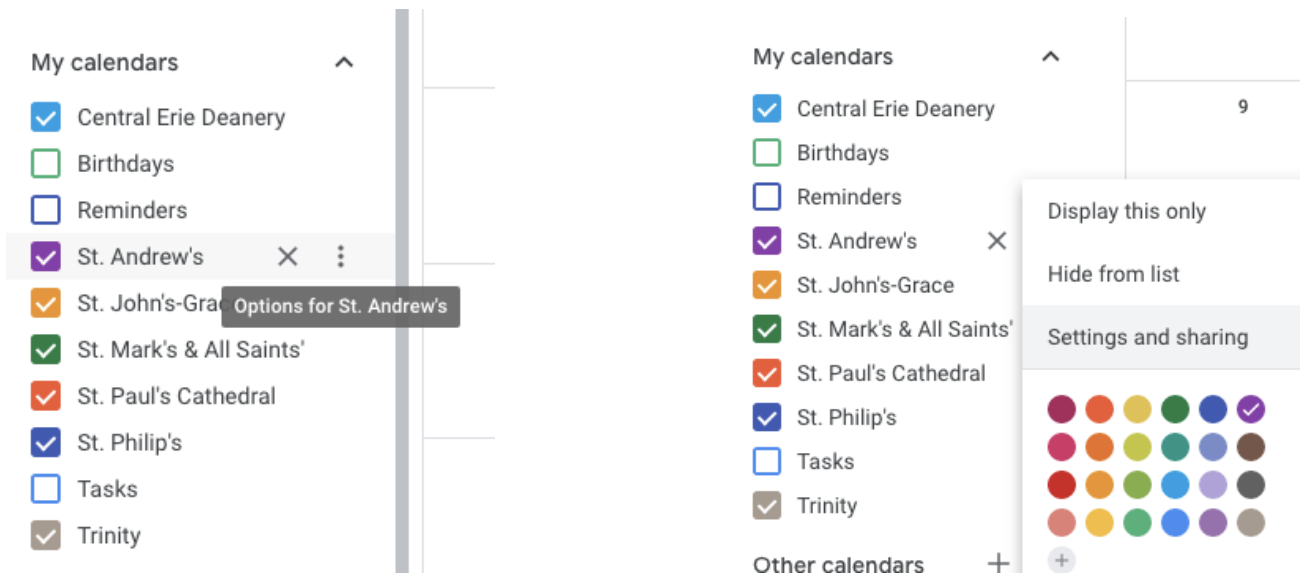 My calendars
Central Erie Deanery
Birthdays
Reminders
St. Andrew's
St. John's-Grac
Options for St. Andrew's
St. Mark's & All Saints'
St. Paul's Cathedral
St. Philip's
Tasks
Trinity
My calendars
Central Erie Deanery
Birthdays
Reminders
St. Andrew's
St. John's-Grace
St. Mark's & All Saints'
St. Paul's Cathedral
St. Philip's
Tasks
Trinity
Other calendars
9
Display this only
Hide from list
Settings and sharing